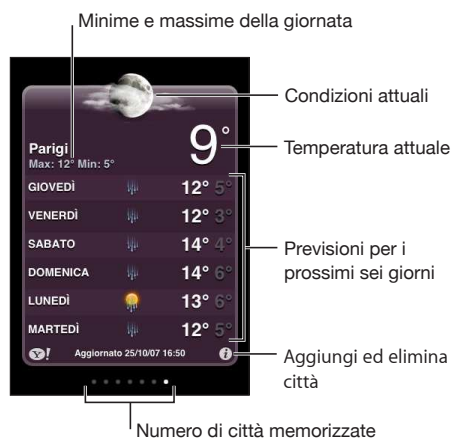 Minime e massime della giornata
Condizioni attuali
Parigi
Max: 12° Min: 5°
9°
Temperatura attuale
GIOVEDÌ 12° 5°
VENERDÌ 12° 3°
SABATO 14° 4°
DOMENICA 14° 6°
LUNEDÌ 13° 6°
MARTEDÌ 12° 5°
Previsioni per i
prossimi sei giorni
Y! Aggiornato 25/10/07 16:50 i
Aggiungi ed elimina
città
Numero di città memorizzate